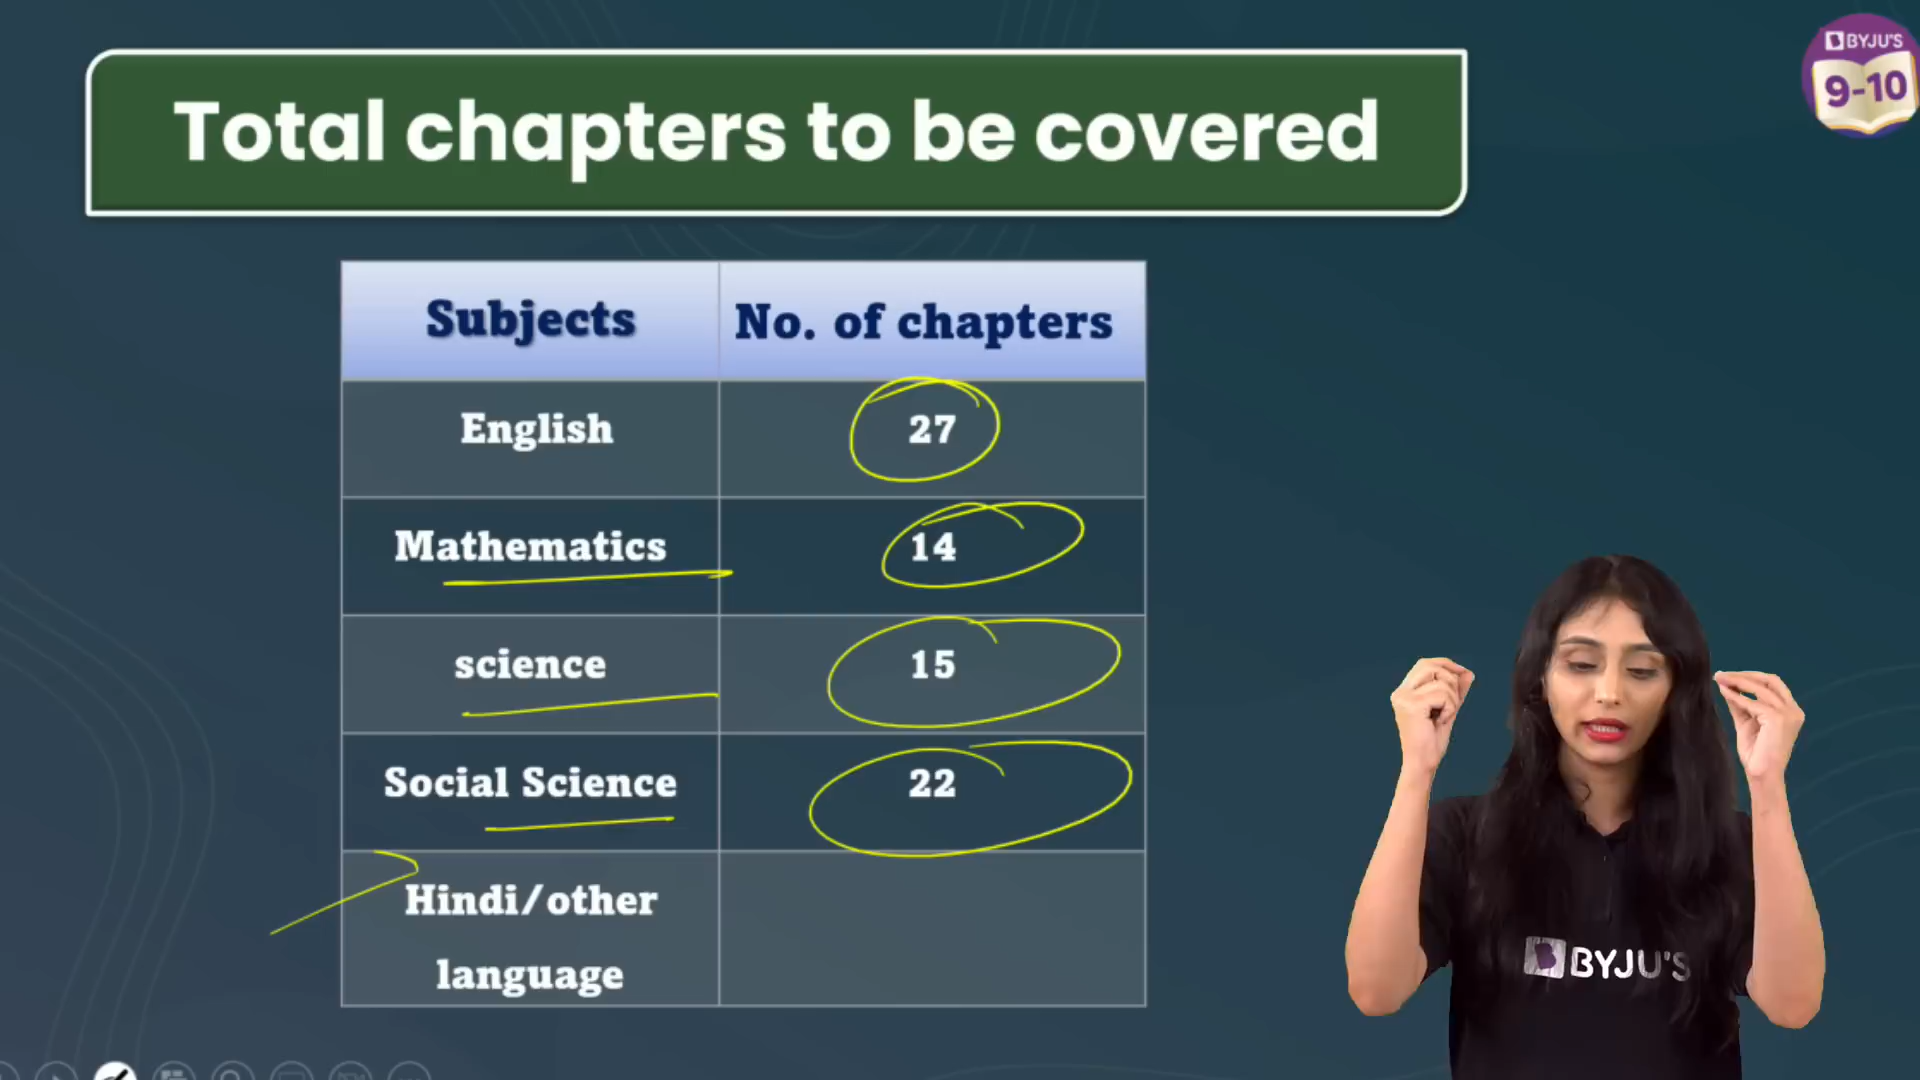 BYJU'S
9-10
Total chapters to be covered
Subjects No. of chapters
English 27
Mathematics 14
science 15
Social Science 22
Hindi/other
language
BYJU'S